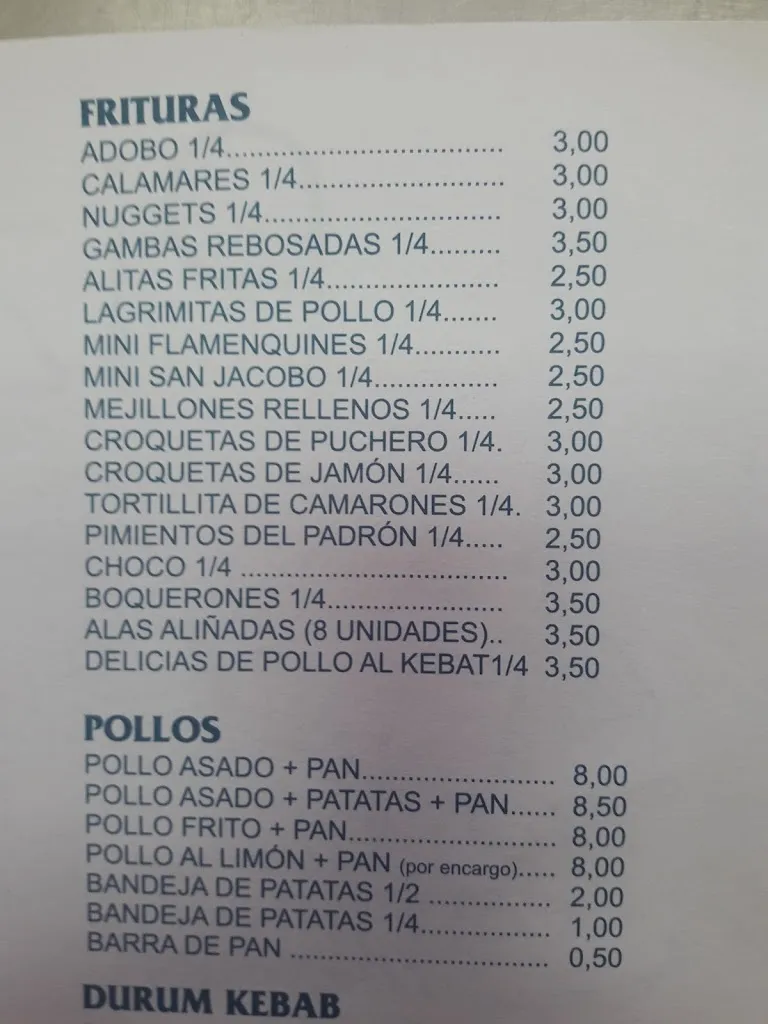 FRITURAS
ADOBO 1/4.................................... 3,00
CALAMARES 1/4........................... 3,00
NUGGETS 1/4............................... 3,00
GAMBAS REBOSADAS 1/4......... 3,50
ALITAS FRITAS 1/4...................... 2,50
LAGRIMITAS DE POLLO 1/4....... 3,00
MINI FLAMENQUINES 1/4........... 2,50
MINI SAN JACOBO 1/4................ 2,50
MEJILLONES RELLENOS 1/4..... 2,50
CROQUETAS DE PUCHERO 1/4. 3,00
CROQUETAS DE JAMÓN 1/4...... 3,00
TORTILLITA DE CAMARONES 1/4. 3,00
PIMIENTOS DEL PADRÓN 1/4..... 2,50
CHOCO 1/4 ................................... 3,00
BOQUERONES 1/4....................... 3,50
ALAS ALIÑADAS (8 UNIDADES).. 3,50
DELICIAS DE POLLO AL KEBAT1/4 3,50
POLLOS
POLLO ASADO + PAN......................... 8,00
POLLO ASADO + PATATAS + PAN...... 8,50
POLLO FRITO + PAN........................... 8,00
POLLO AL LIMÓN + PAN (por encargo)..... 8,00
BANDEJA DE PATATAS 1/2 ................ 2,00
BANDEJA DE PATATAS 1/4................. 1,00
BARRA DE PAN .................................. 0,50
DURUM KEBAB